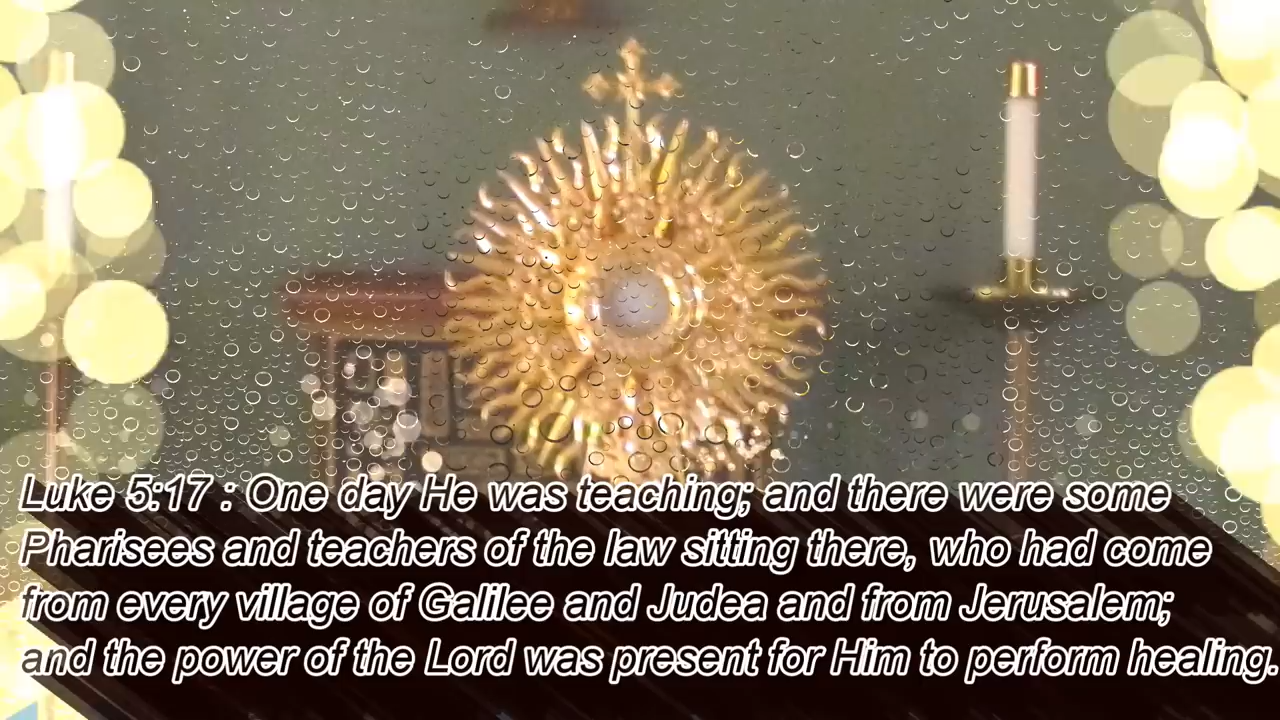 Luke 5:17 : One day He was teaching; and there were some
Pharisees and teachers of the law sitting there, who had come
from every village of Galilee and Judea and from Jerusalem;
and the power of the Lord was present for Him to perform healing.